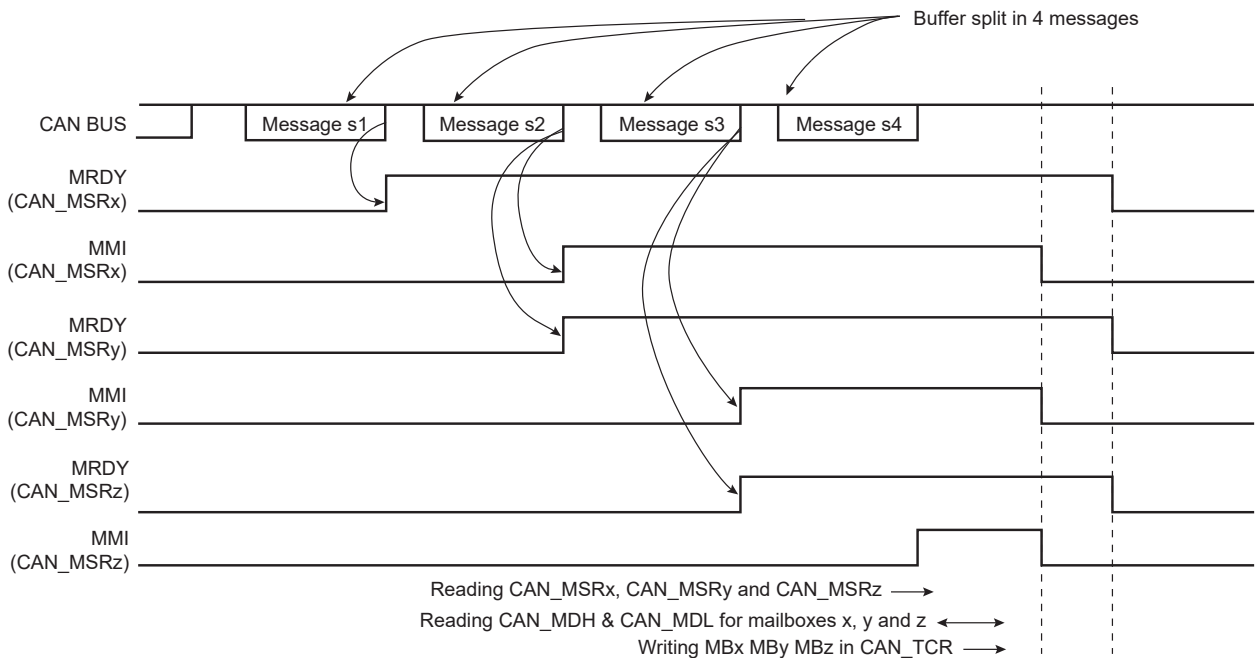 Buffer split in 4 messages
CAN BUS
Message s1
Message s2
Message s3
Message s4
MRDY
(CAN_MSRx)
MMI
(CAN_MSRx)
MRDY
(CAN_MSRy)
MMI
(CAN_MSRy)
MRDY
(CAN_MSRz)
MMI
(CAN_MSRz)
Reading CAN_MSRx, CAN_MSRy and CAN_MSRz
Reading CAN_MDH & CAN_MDL for mailboxes x, y and z
Writing MBx MBy MBz in CAN_TCR